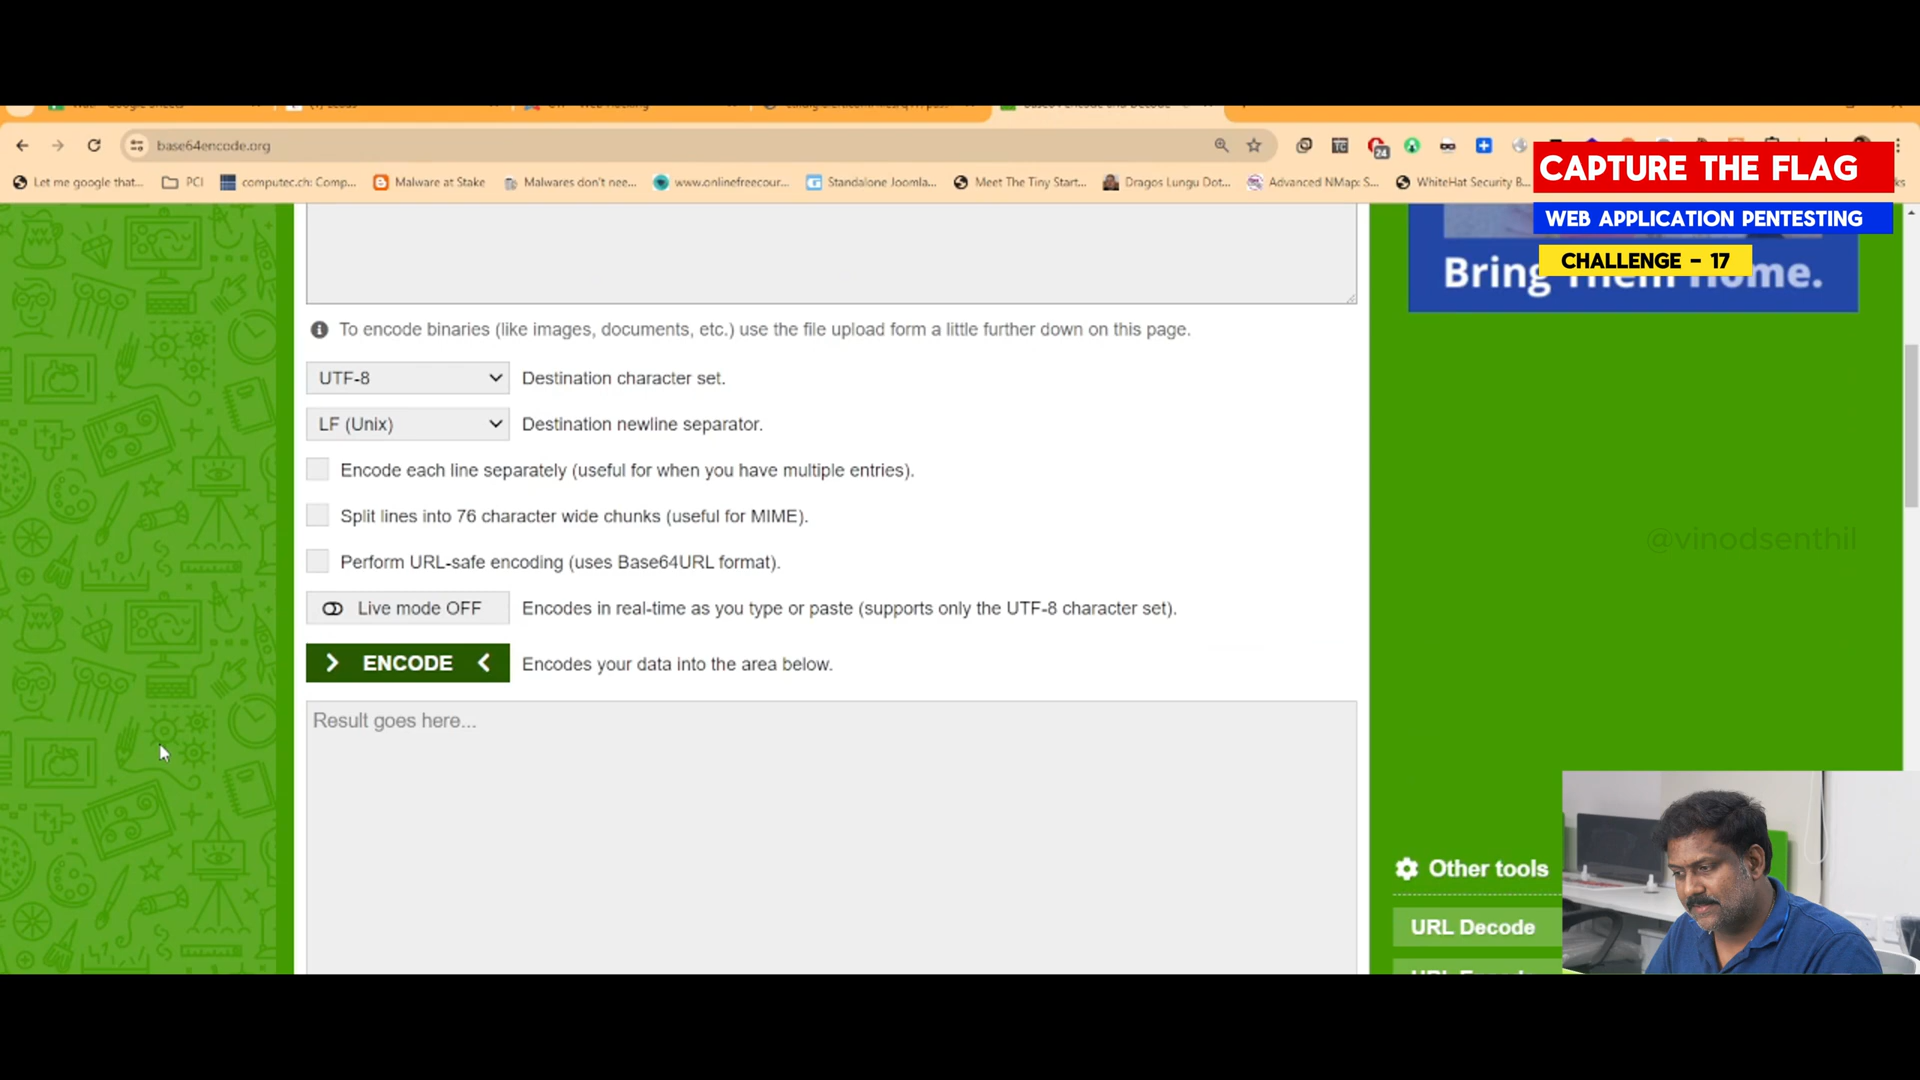 base64encode.org
24
Let me google that...
PCI
computec.ch: Comp...
Malware at Stake
Malwares don't nee...
www.onlinefreecour...
Standalone Joomla...
Meet The Tiny Start...
Dragos Lungu Dot...
Advanced NMap: S...
WhiteHat Security B...
CAPTURE THE FLAG
WEB APPLICATION PENTESTING
CHALLENGE - 17
Bring Them Home.
To encode binaries (like images, documents, etc.) use the file upload form a little further down on this page.
UTF-8 Destination character set.
LF (Unix) Destination newline separator.
Encode each line separately (useful for when you have multiple entries).
Split lines into 76 character wide chunks (useful for MIME).
@vinodsenthil
Perform URL-safe encoding (uses Base64URL format).
Live mode OFF Encodes in real-time as you type or paste (supports only the UTF-8 character set).
> ENCODE < Encodes your data into the area below.
Result goes here...
Other tools
URL Decode